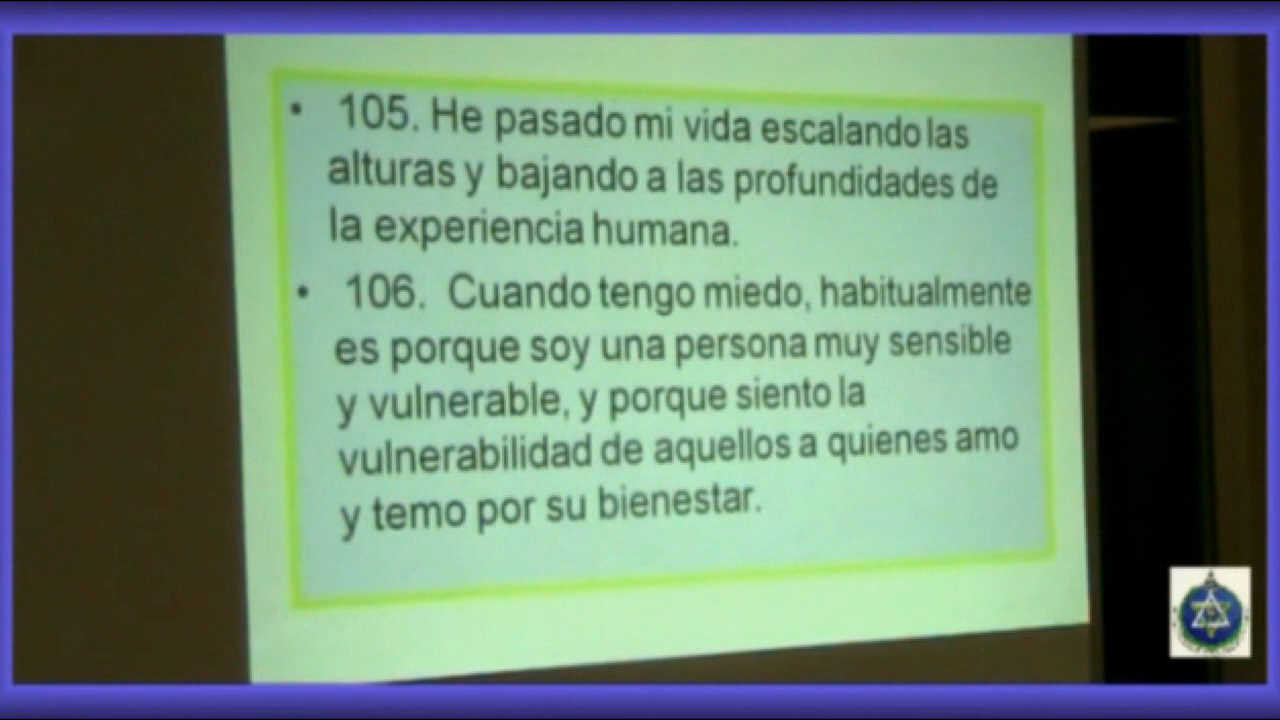 • 105. He pasado mi vida escalando las
alturas y bajando a las profundidades de
la experiencia humana.
• 106. Cuando tengo miedo, habitualmente
es porque soy una persona muy sensible
y vulnerable, y porque siento la
vulnerabilidad de aquellos a quienes amo
y temo por su bienestar.